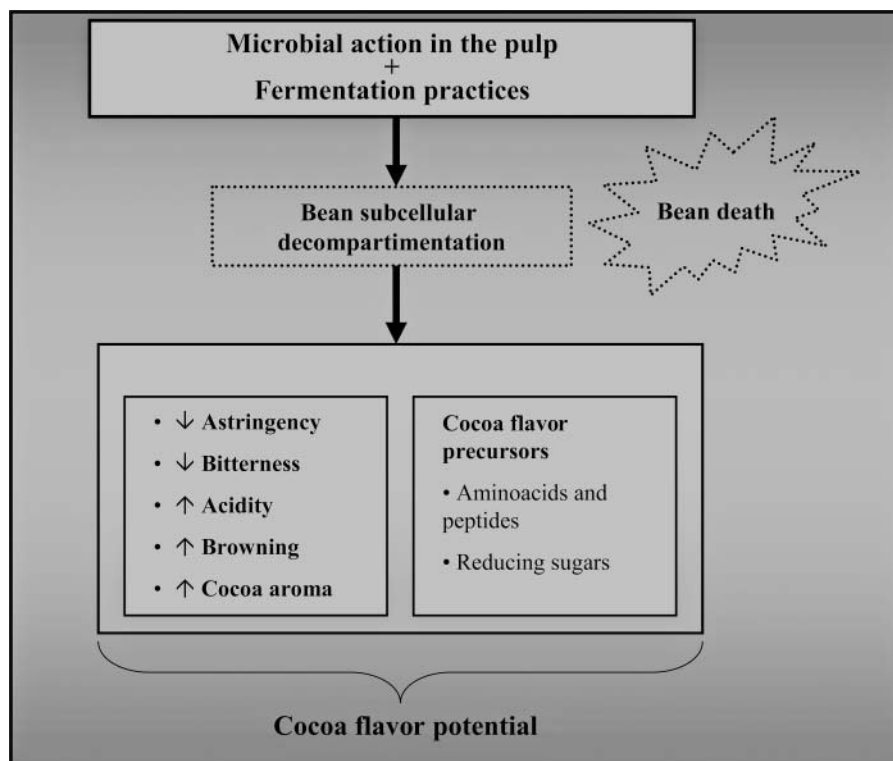 Microbial action in the pulp
+
Fermentation practices
Bean subcellular
decompartimentation
Bean death
• ↓ Astringency
• ↓ Bitterness
• ↑ Acidity
• ↑ Browning
• ↑ Cocoa aroma
Cocoa flavor
precursors
• Aminoacids and
peptides
• Reducing sugars
Cocoa flavor potential